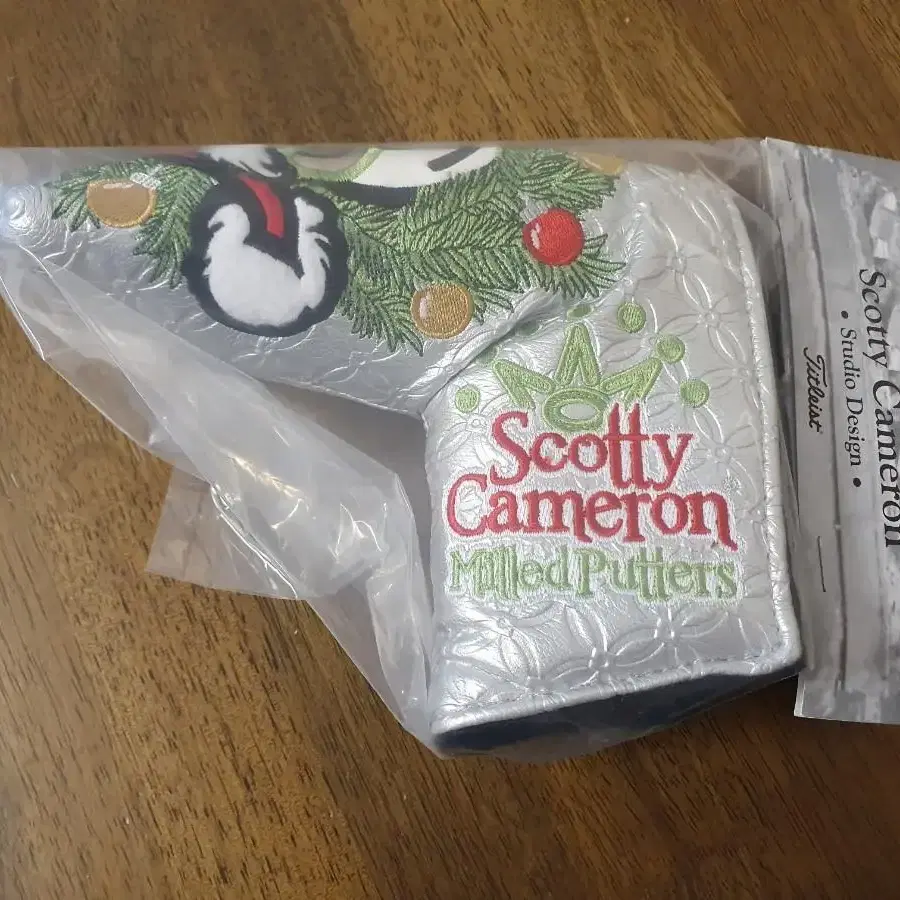 Scotty
Cameron
Milled Putters
Scotty Cameron
• Studio Design •
Titleist